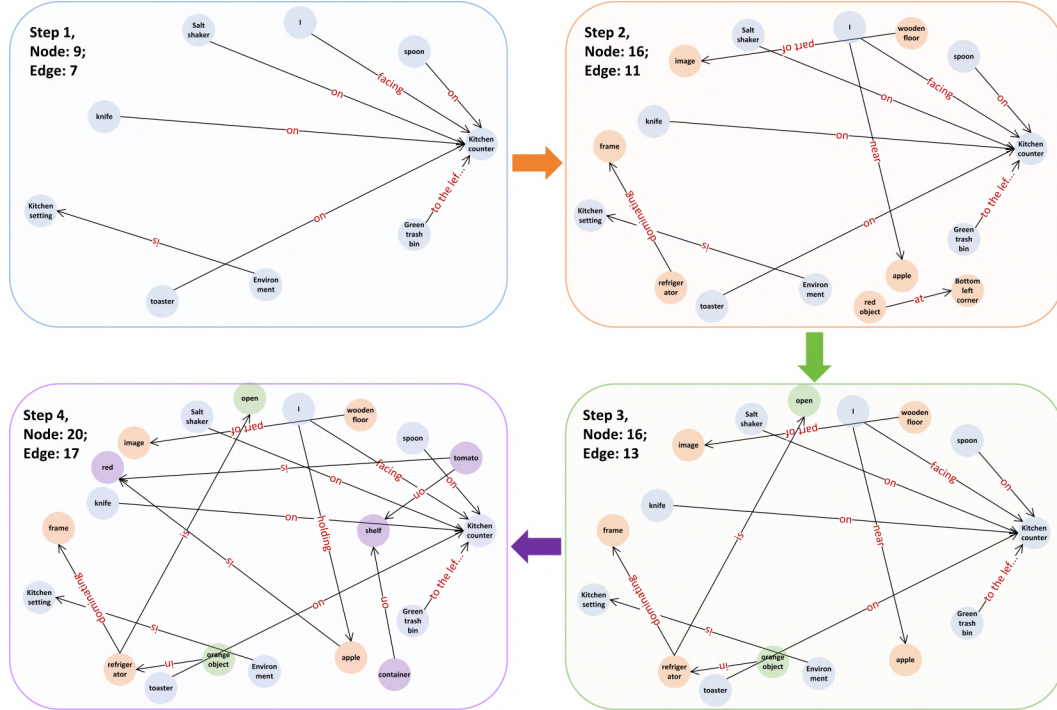 Step 1,
Node: 9;
Edge: 7
Salt
shaker
I
spoon
knife
Kitchen
counter
Kitchen
setting
Green
trash
bin
Environ
ment
toaster
on
facing
on
on
to the lef...
on
is
Step 2,
Node: 16;
Edge: 11
Salt
shaker
I
wooden
floor
image
spoon
knife
frame
Kitchen
counter
Kitchen
setting
Green
trash
bin
refriger
ator
toaster
Environ
ment
apple
red
object
Bottom
left
corner
part of
on
facing
on
on
near
dominating
to the lef...
on
is
at
Step 4,
Node: 20;
Edge: 17
open
Salt
shaker
I
wooden
floor
image
spoon
red
tomato
knife
frame
shelf
Kitchen
counter
Kitchen
setting
Green
trash
bin
refriger
ator
orange
object
toaster
Environ
ment
apple
container
part of
is
facing
on
on
on
on
holding
is
is
dominating
to the lef...
on
on
is
in
Step 3,
Node: 16;
Edge: 13
open
Salt
shaker
I
wooden
floor
image
spoon
knife
frame
Kitchen
counter
Kitchen
setting
Green
trash
bin
refriger
ator
orange
object
toaster
Environ
ment
apple
part of
facing
on
on
on
is
near
dominating
to the lef...
on
is
in